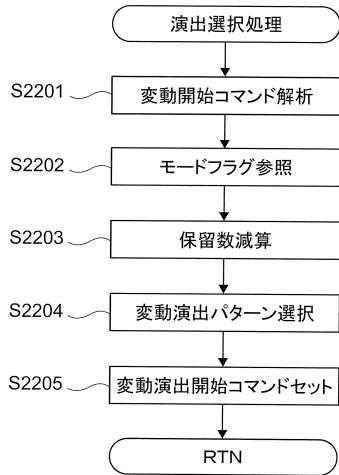 演出選択処理
S2201 変動開始コマンド解析
S2202 モードフラグ参照
S2203 保留数減算
S2204 変動演出パターン選択
S2205 変動演出開始コマンドセット
RTN